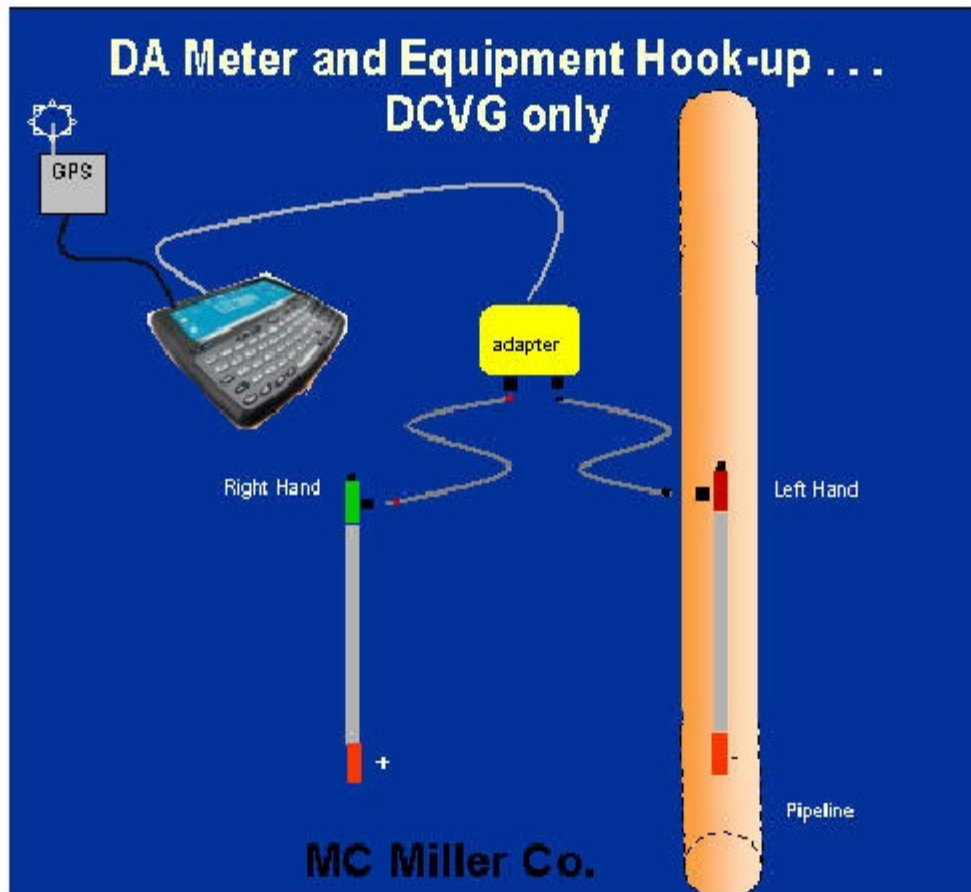 DA Meter and Equipment Hook-up . . .
DCVG only
GPS
adapter
Right Hand
Left Hand
+
-
Pipeline
MC Miller Co.